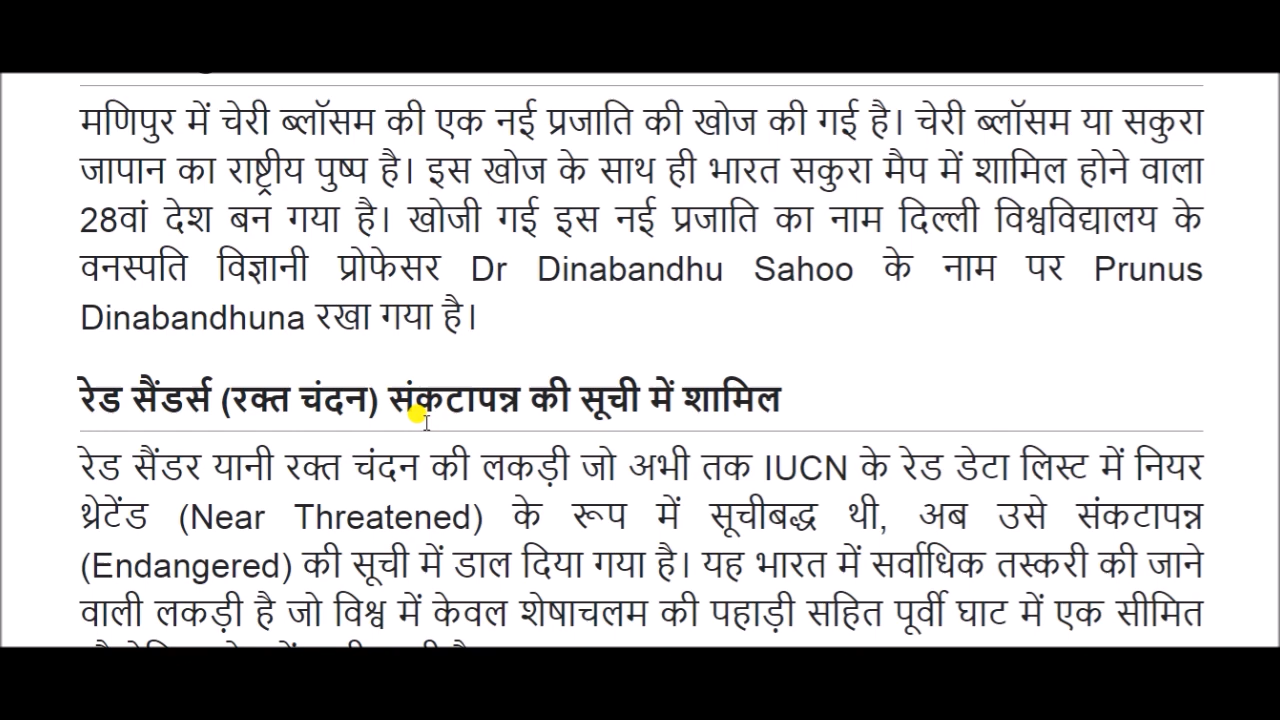 मणिपुर में चेरी ब्लॉसम की एक नई प्रजाति की खोज की गई है। चेरी ब्लॉसम या सकुरा
जापान का राष्ट्रीय पुष्प है। इस खोज के साथ ही भारत सकुरा मैप में शामिल होने वाला
28वां देश बन गया है। खोजी गई इस नई प्रजाति का नाम दिल्ली विश्वविद्यालय के
वनस्पति विज्ञानी प्रोफेसर Dr Dinabandhu Sahoo के नाम पर Prunus
Dinabandhuna रखा गया है।
रेड सैंडर्स (रक्त चंदन) संकटापन्न की सूची में शामिल
रेड सैंडर यानी रक्त चंदन की लकड़ी जो अभी तक IUCN के रेड डेटा लिस्ट में नियर
थ्रेटेंड (Near Threatened) के रूप में सूचीबद्ध थी, अब उसे संकटापन्न
(Endangered) की सूची में डाल दिया गया है। यह भारत में सर्वाधिक तस्करी की जाने
वाली लकड़ी है जो विश्व में केवल शेषाचलम की पहाड़ी सहित पूर्वी घाट में एक सीमित